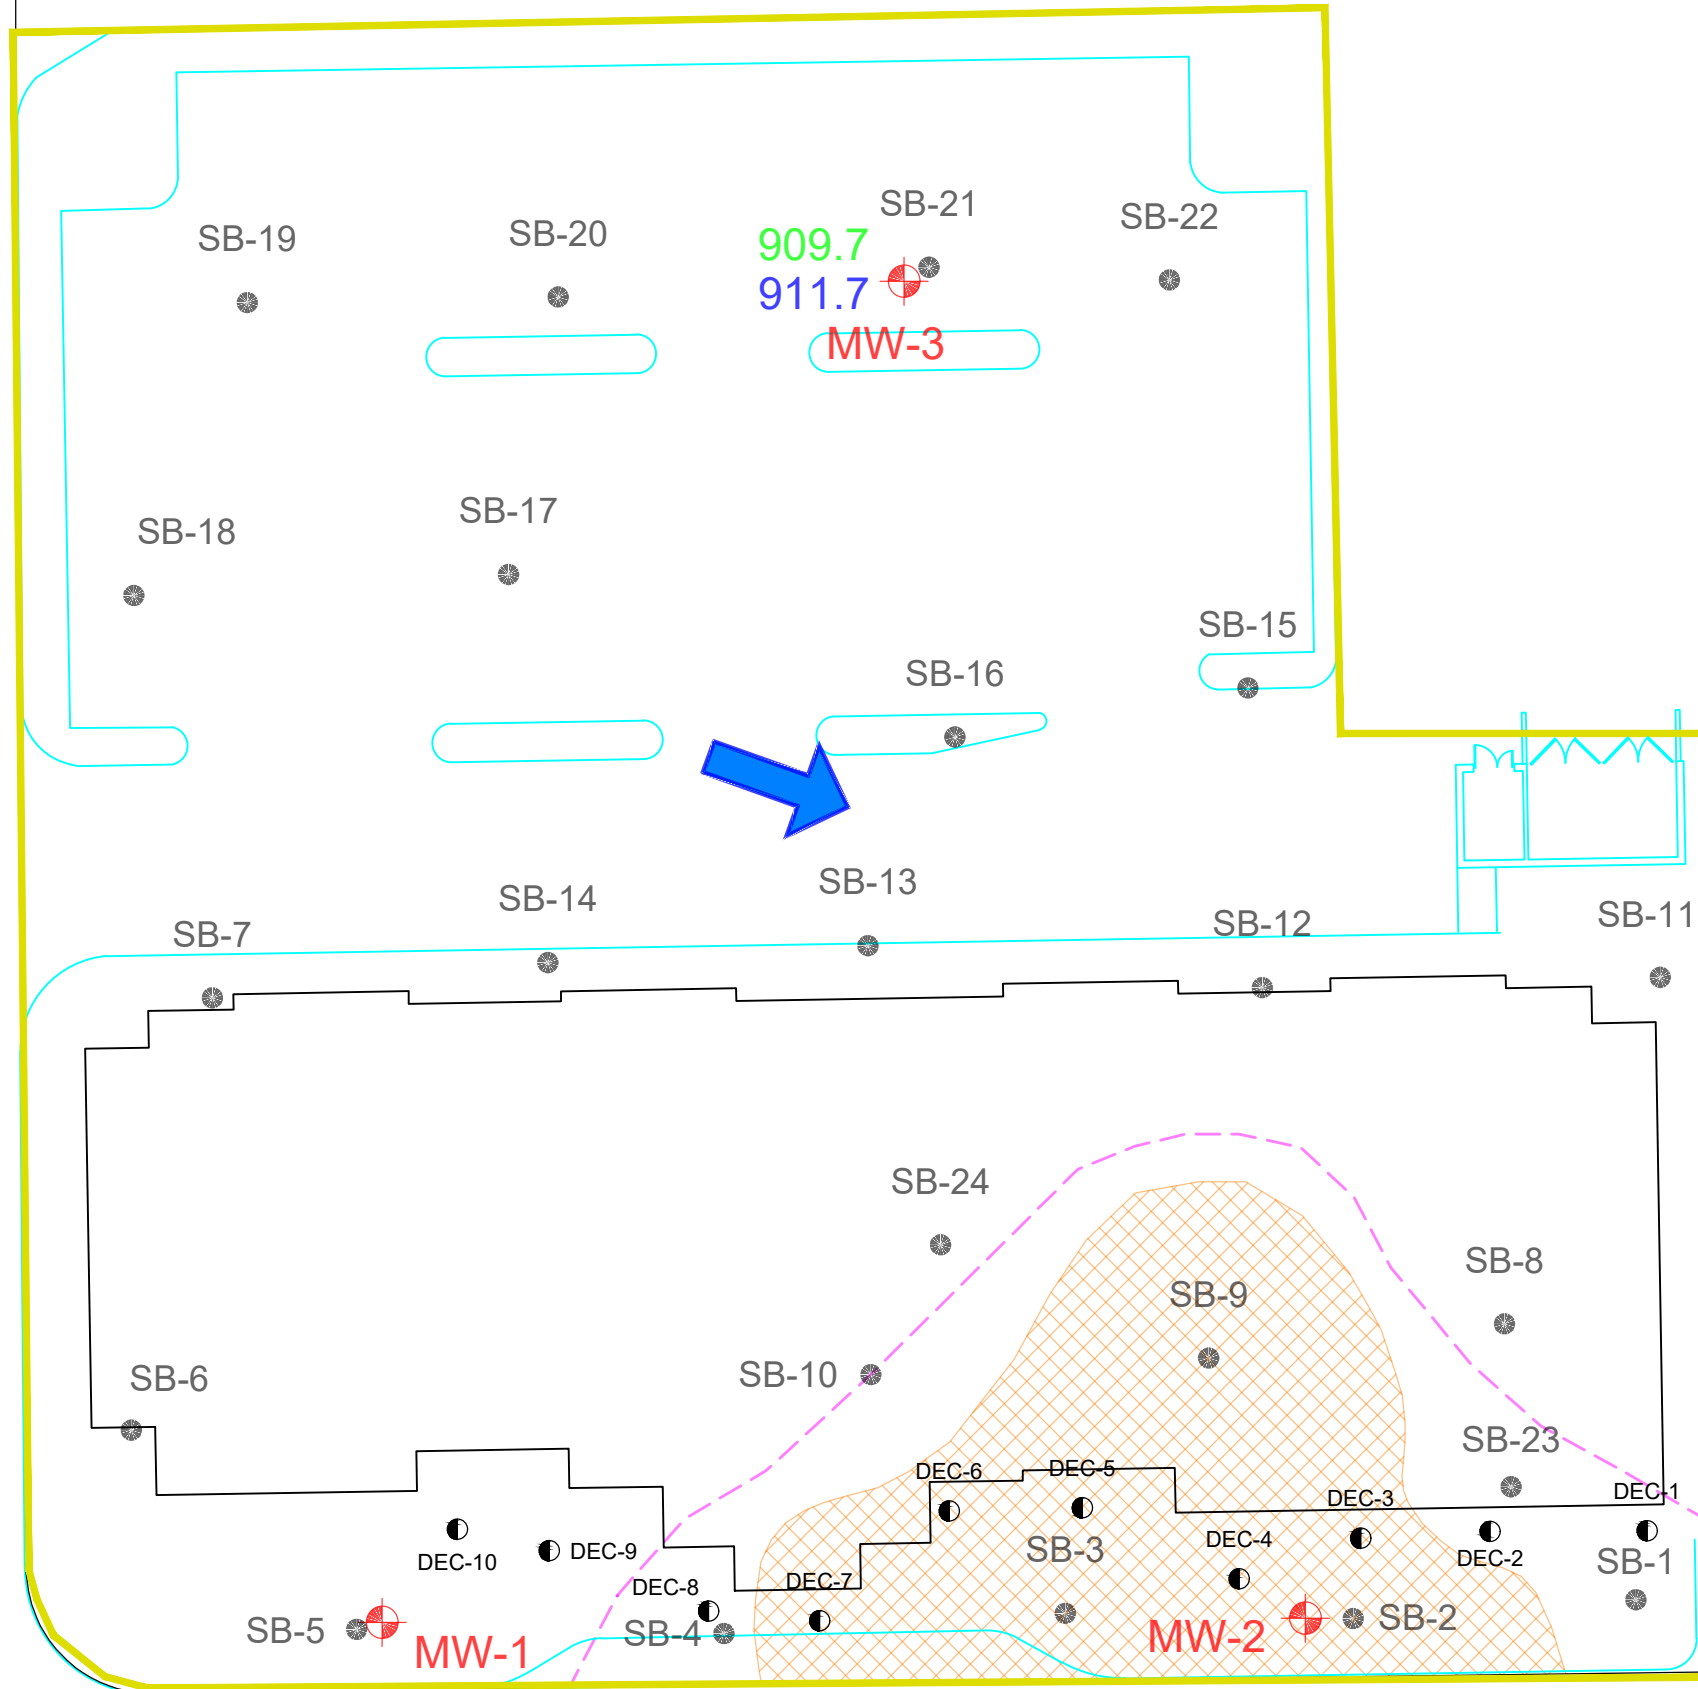 SB-21
SB-22
SB-19
SB-20
909.7
911.7
MW-3
SB-17
SB-18
SB-15
SB-16
SB-13
SB-14
SB-11
SB-12
SB-7
SB-24
SB-8
SB-9
SB-10
SB-6
SB-23
DEC-6
DEC-5
DEC-1
DEC-3
DEC-4
SB-3
DEC-9
DEC-10
DEC-2
SB-1
DEC-7
DEC-8
SB-5
SB-4
MW-1
MW-2
SB-2